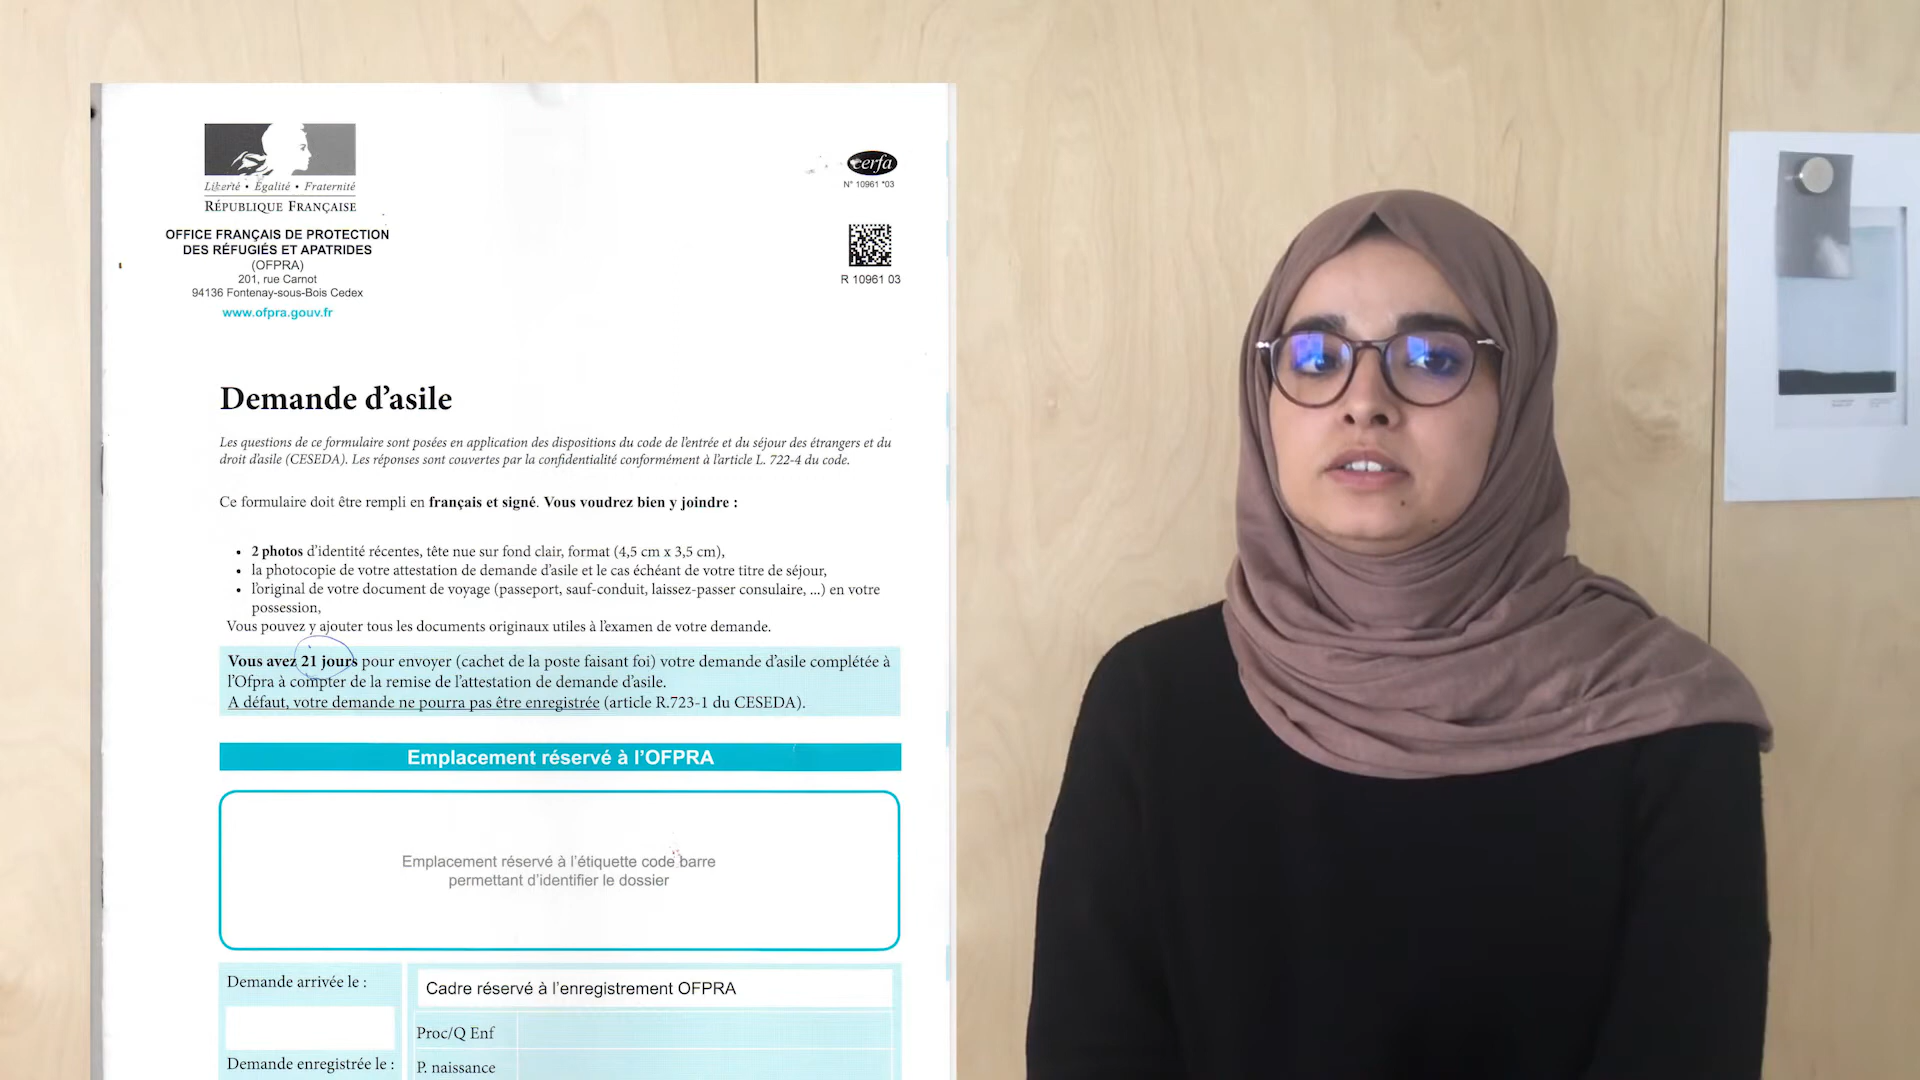 Liberté • Égalité • Fraternité
RÉPUBLIQUE FRANÇAISE
OFFICE FRANÇAIS DE PROTECTION
DES RÉFUGIÉS ET APATRIDES
(OFPRA)
201, rue Carnot
94136 Fontenay-sous-Bois Cedex
www.ofpra.gouv.fr
cerfa
N° 10961 *03
R 10961 03
Demande d’asile
Les questions de ce formulaire sont posées en application des dispositions du code de l’entrée et du séjour des étrangers et du
droit d’asile (CESEDA). Les réponses sont couvertes par la confidentialité conformément à l’article L. 722-4 du code.
Ce formulaire doit être rempli en français et signé. Vous voudrez bien y joindre :
• 2 photos d’identité récentes, tête nue sur fond clair, format (4,5 cm x 3,5 cm),
• la photocopie de votre attestation de demande d’asile et le cas échéant de votre titre de séjour,
• l’original de votre document de voyage (passeport, sauf-conduit, laissez-passer consulaire, ...) en votre
possession,
Vous pouvez y ajouter tous les documents originaux utiles à l’examen de votre demande.
Vous avez 21 jours pour envoyer (cachet de la poste faisant foi) votre demande d’asile complétée à
l’Ofpra à compter de la remise de l’attestation de demande d’asile.
A défaut, votre demande ne pourra pas être enregistrée (article R.723-1 du CESEDA).
Emplacement réservé à l’OFPRA
Emplacement réservé à l’étiquette code barre
permettant d’identifier le dossier
Demande arrivée le :
Cadre réservé à l’enregistrement OFPRA
Proc/Q Enf
Demande enregistrée le :
P. naissance